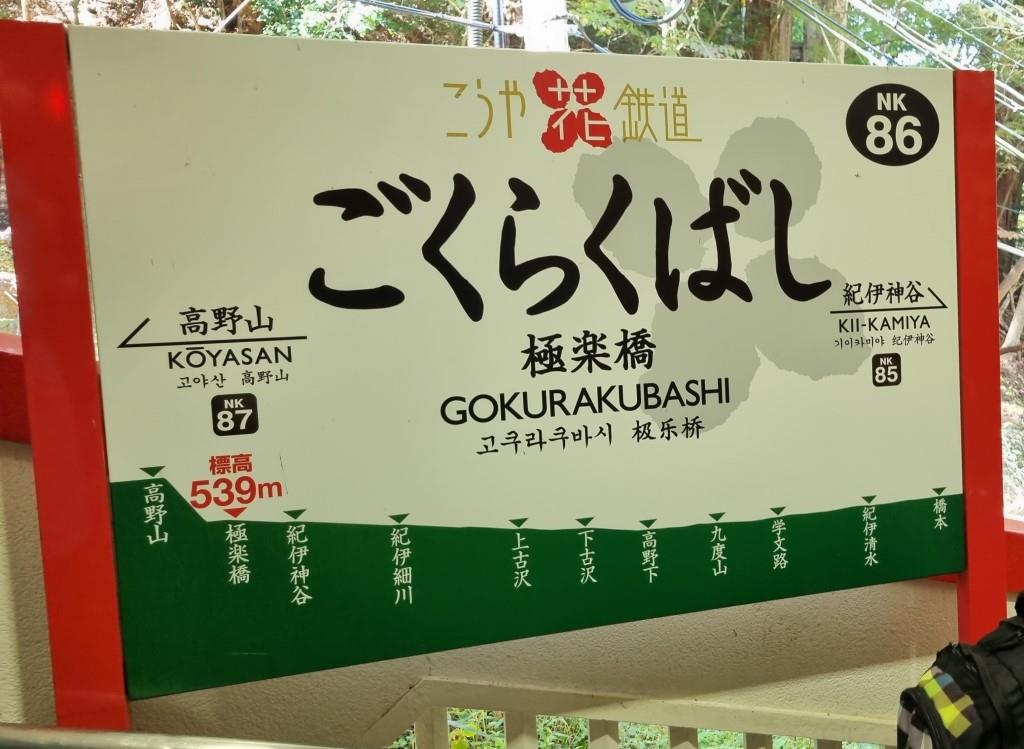 こうや花鉄道
NK
86
ごくらくばし
極楽橋
GOKURAKUBASHI
고쿠라쿠바시 极乐桥
高野山
KŌYASAN
고야산 高野山
NK
87
紀伊神谷
KII-KAMIYA
기이카미야 紀伊神谷
NK
85
標高
539m
高野山
極楽橋
紀伊神谷
紀伊細川
上古沢
下古沢
高野下
九度山
学文路
紀伊清水
橋本